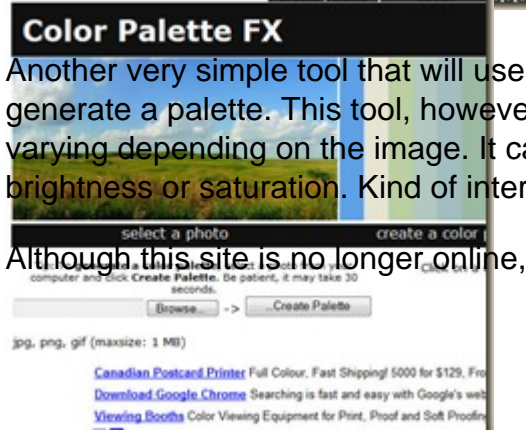 Color Palette FX
Another very simple tool that will use
generate a palette. This tool, howeve
varying depending on the image. It ca
brightness or saturation. Kind of inter
select a photo
create a color
Although this site is no longer online,
computer and click Create Palette. Be patient, it may take 30
seconds.
Browse... -> ...Create Palette
jpg, png, gif (maxsize: 1 MB)
Canadian Postcard Printer Full Colour, Fast Shipping! 5000 for $129, Fro
Download Google Chrome Searching is fast and easy with Google's web
Viewing Booths Color Viewing Equipment for Print, Proof and Soft Proofin